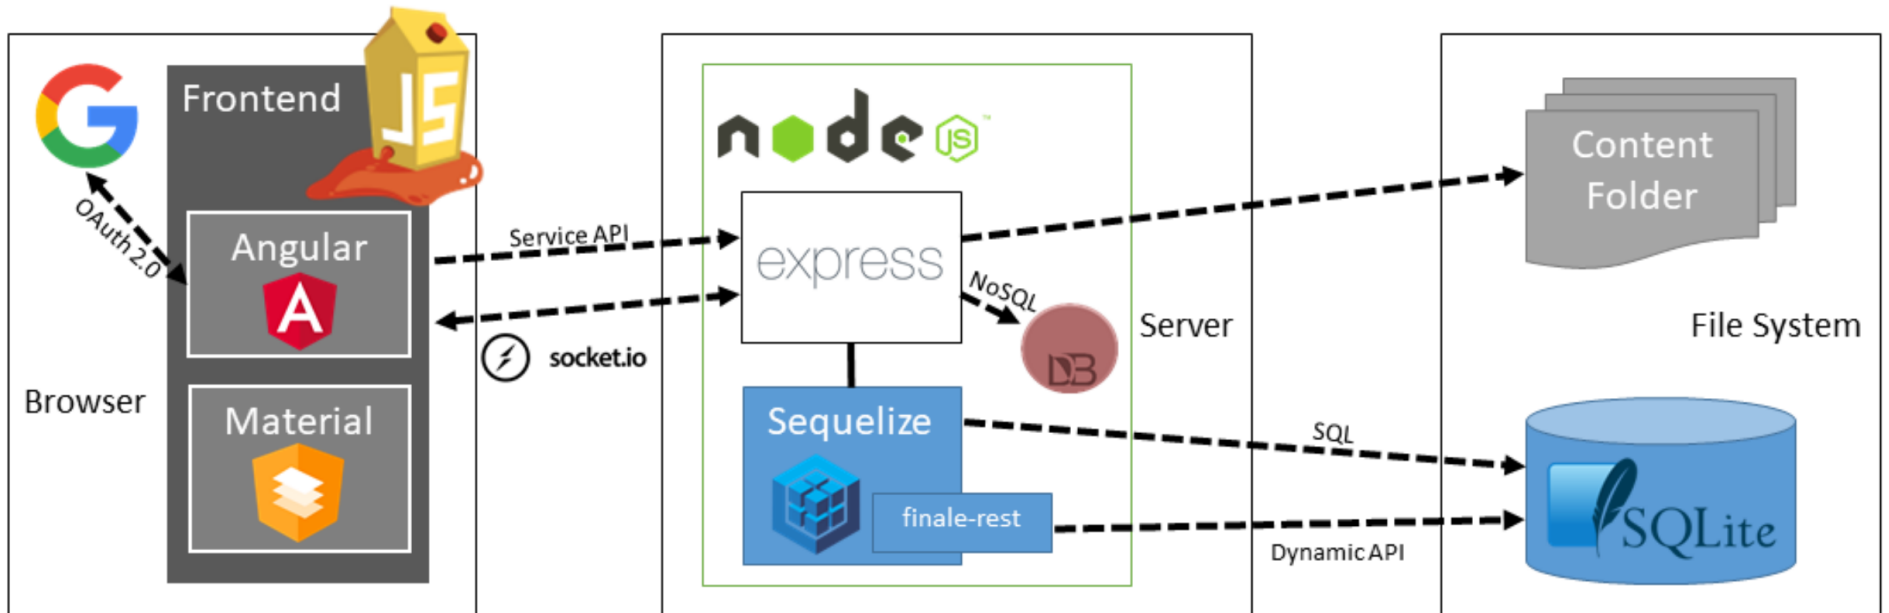 Frontend
JS
OAuth 2.0
Angular
A
Material
Browser
Service API
socket.io
node
JS
™
express
NoSQL
DB
Server
Sequelize
finale-rest
SQL
Dynamic API
Content
Folder
File System
SQLite